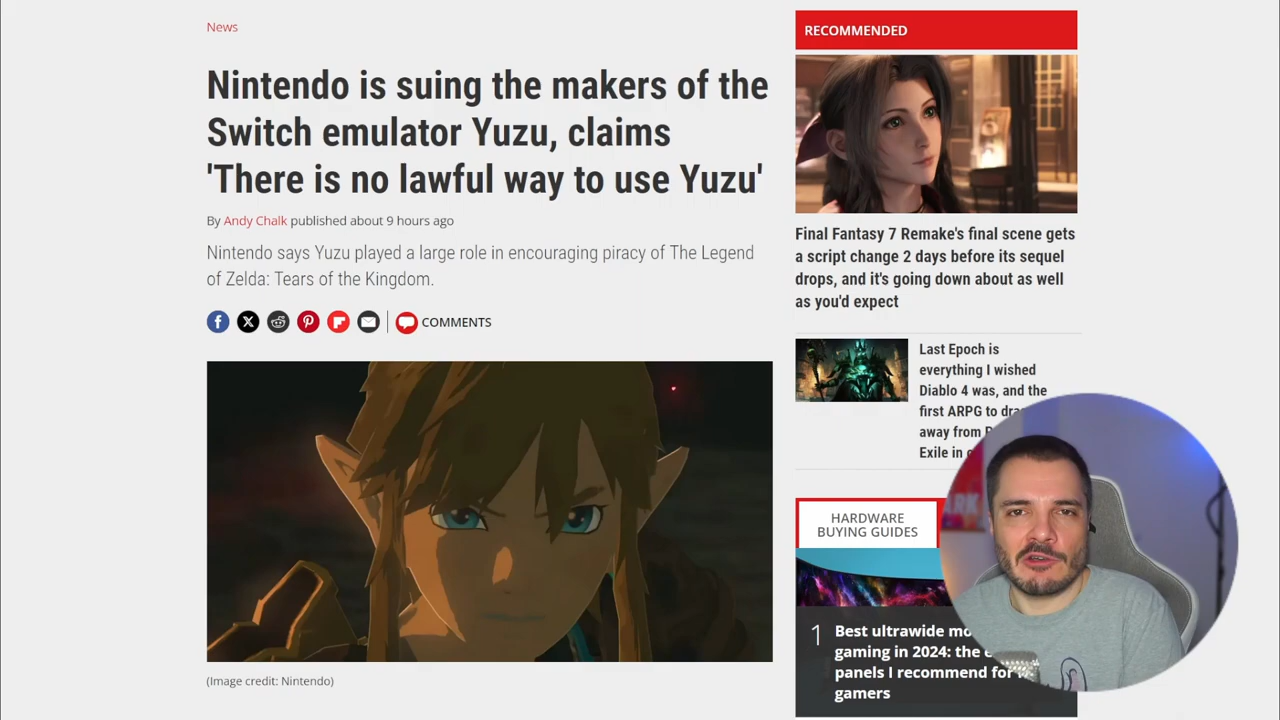 News
Nintendo is suing the makers of the
Switch emulator Yuzu, claims
'There is no lawful way to use Yuzu'
By Andy Chalk published about 9 hours ago
Nintendo says Yuzu played a large role in encouraging piracy of The Legend
of Zelda: Tears of the Kingdom.
COMMENTS
(Image credit: Nintendo)
RECOMMENDED
Final Fantasy 7 Remake's final scene gets
a script change 2 days before its sequel
drops, and it's going down about as well
as you'd expect
Last Epoch is
everything I wished
Diablo 4 was, and the
first ARPG to
away from
Exile in
HARDWARE
BUYING GUIDES
1
Best ultrawide
gaming in 2024: the
panels I recommend for
gamers